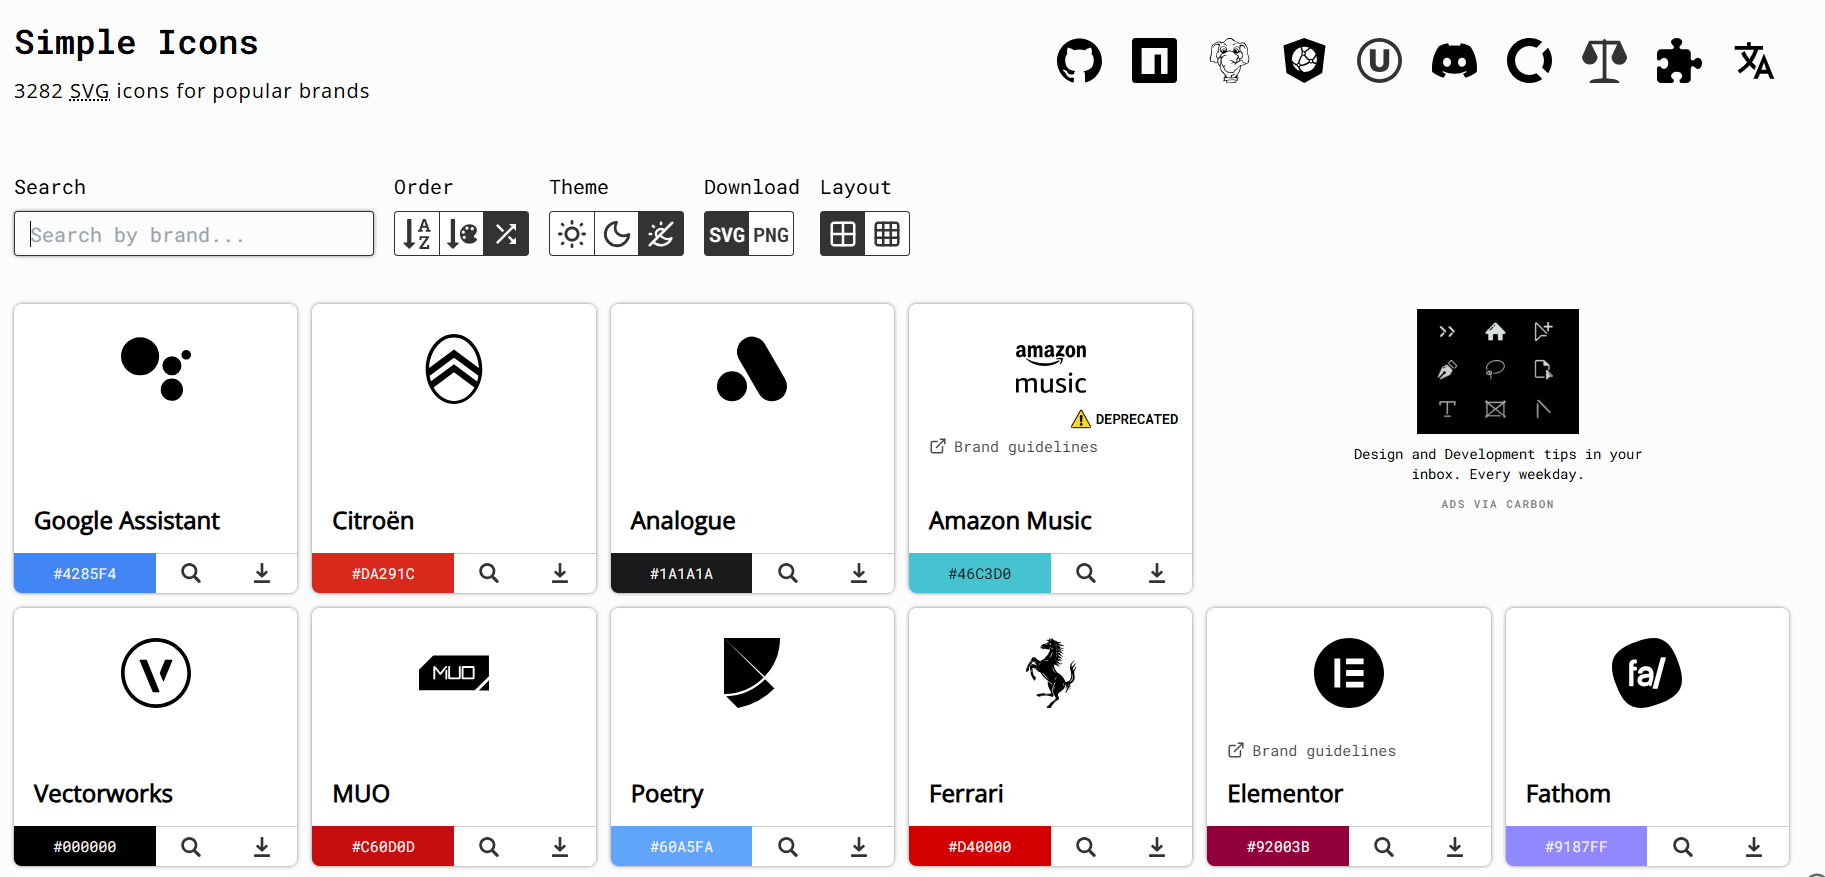 Simple Icons
3282 SVG icons for popular brands
Search
Order
Theme
Download
Layout
Search by brand...
A
Z
SVG
PNG
amazon
music
DEPRECATED
Brand guidelines
Design and Development tips in your
inbox. Every weekday.
ADS VIA CARBON
Google Assistant
Citroën
Analogue
Amazon Music
#4285F4
#DA291C
#1A1A1A
#46C3D0
MUO
fa/
Brand guidelines
Vectorworks
MUO
Poetry
Ferrari
Elementor
Fathom
#000000
#C60D0D
#60A5FA
#D40000
#92003B
#9187FF